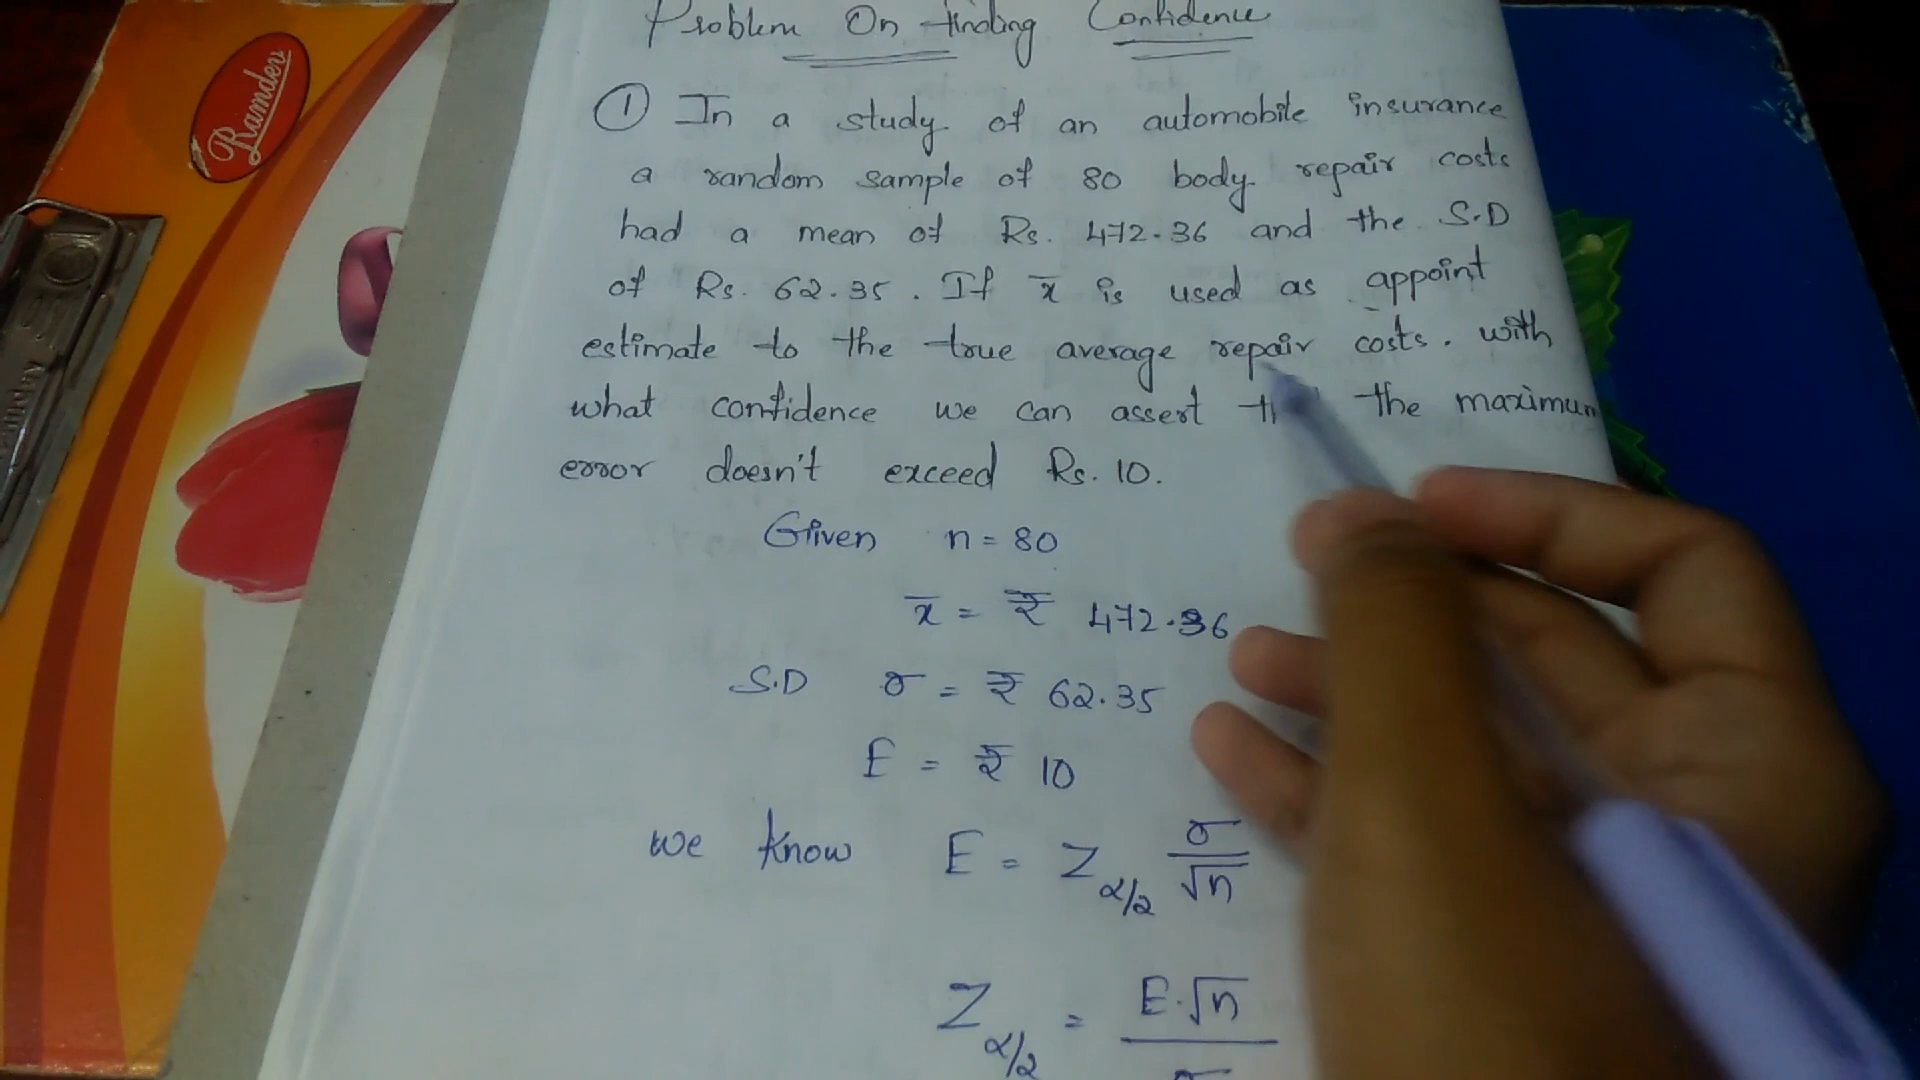 Ramdev
Problem On finding Confidence
① In a study of an automobile insurance
a random sample of 80 body repair costs
had a mean of Rs. 472.36 and the S.D
of Rs. 62.35. If x̄ is used as appoint
estimate to the true average repair costs. with
what confidence we can assert the maximum
error doesn't exceed Rs. 10.
Given n = 80
x̄ = ₹ 472.36
S.D σ = ₹ 62.35
E = ₹ 10
we know E = Z α/2 σ/√n
Z α/2 = E.√n / σ